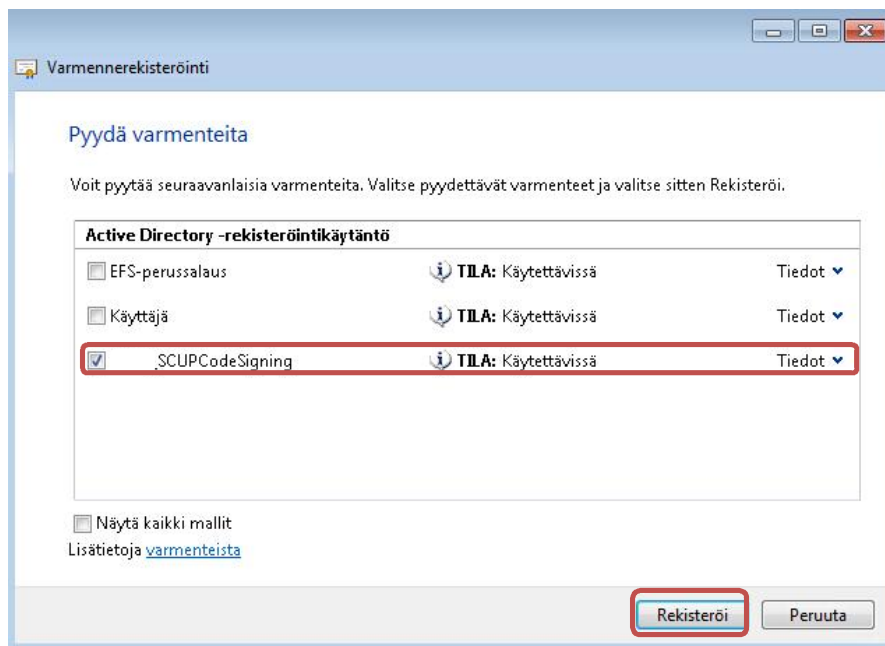 Varmennerekisteröinti
Pyydä varmenteita
Voit pyytää seuraavanlaisia varmenteita. Valitse pyydettävät varmenteet ja valitse sitten Rekisteröi.
Active Directory -rekisteröintikäytäntö
EFS-perussalaus TILA: Käytettävissä Tiedot
Käyttäjä TILA: Käytettävissä Tiedot
_SCUPCodeSigning TILA: Käytettävissä Tiedot
Näytä kaikki mallit
Lisätietoja varmenteista
Rekisteröi Peruuta